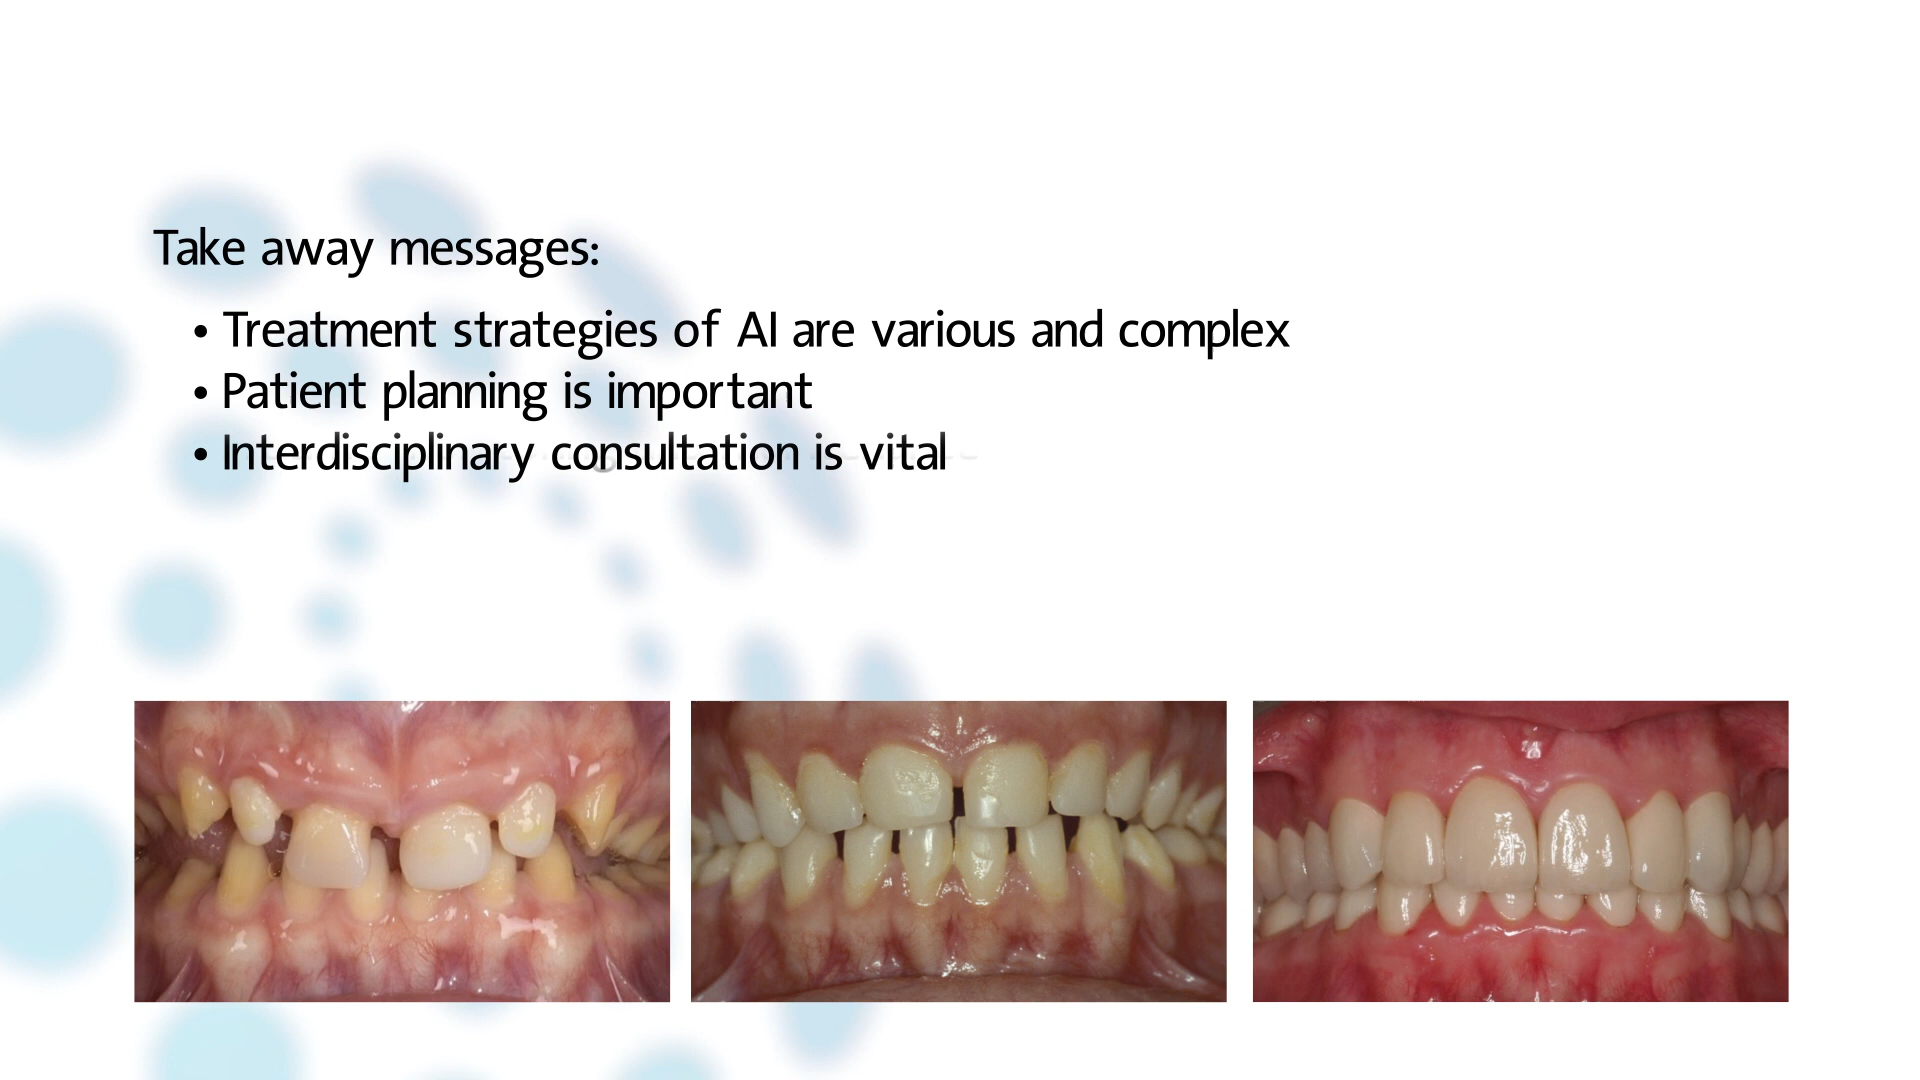 Take away messages:
• Treatment strategies of AI are various and complex
• Patient planning is important
• Interdisciplinary consultation is vital